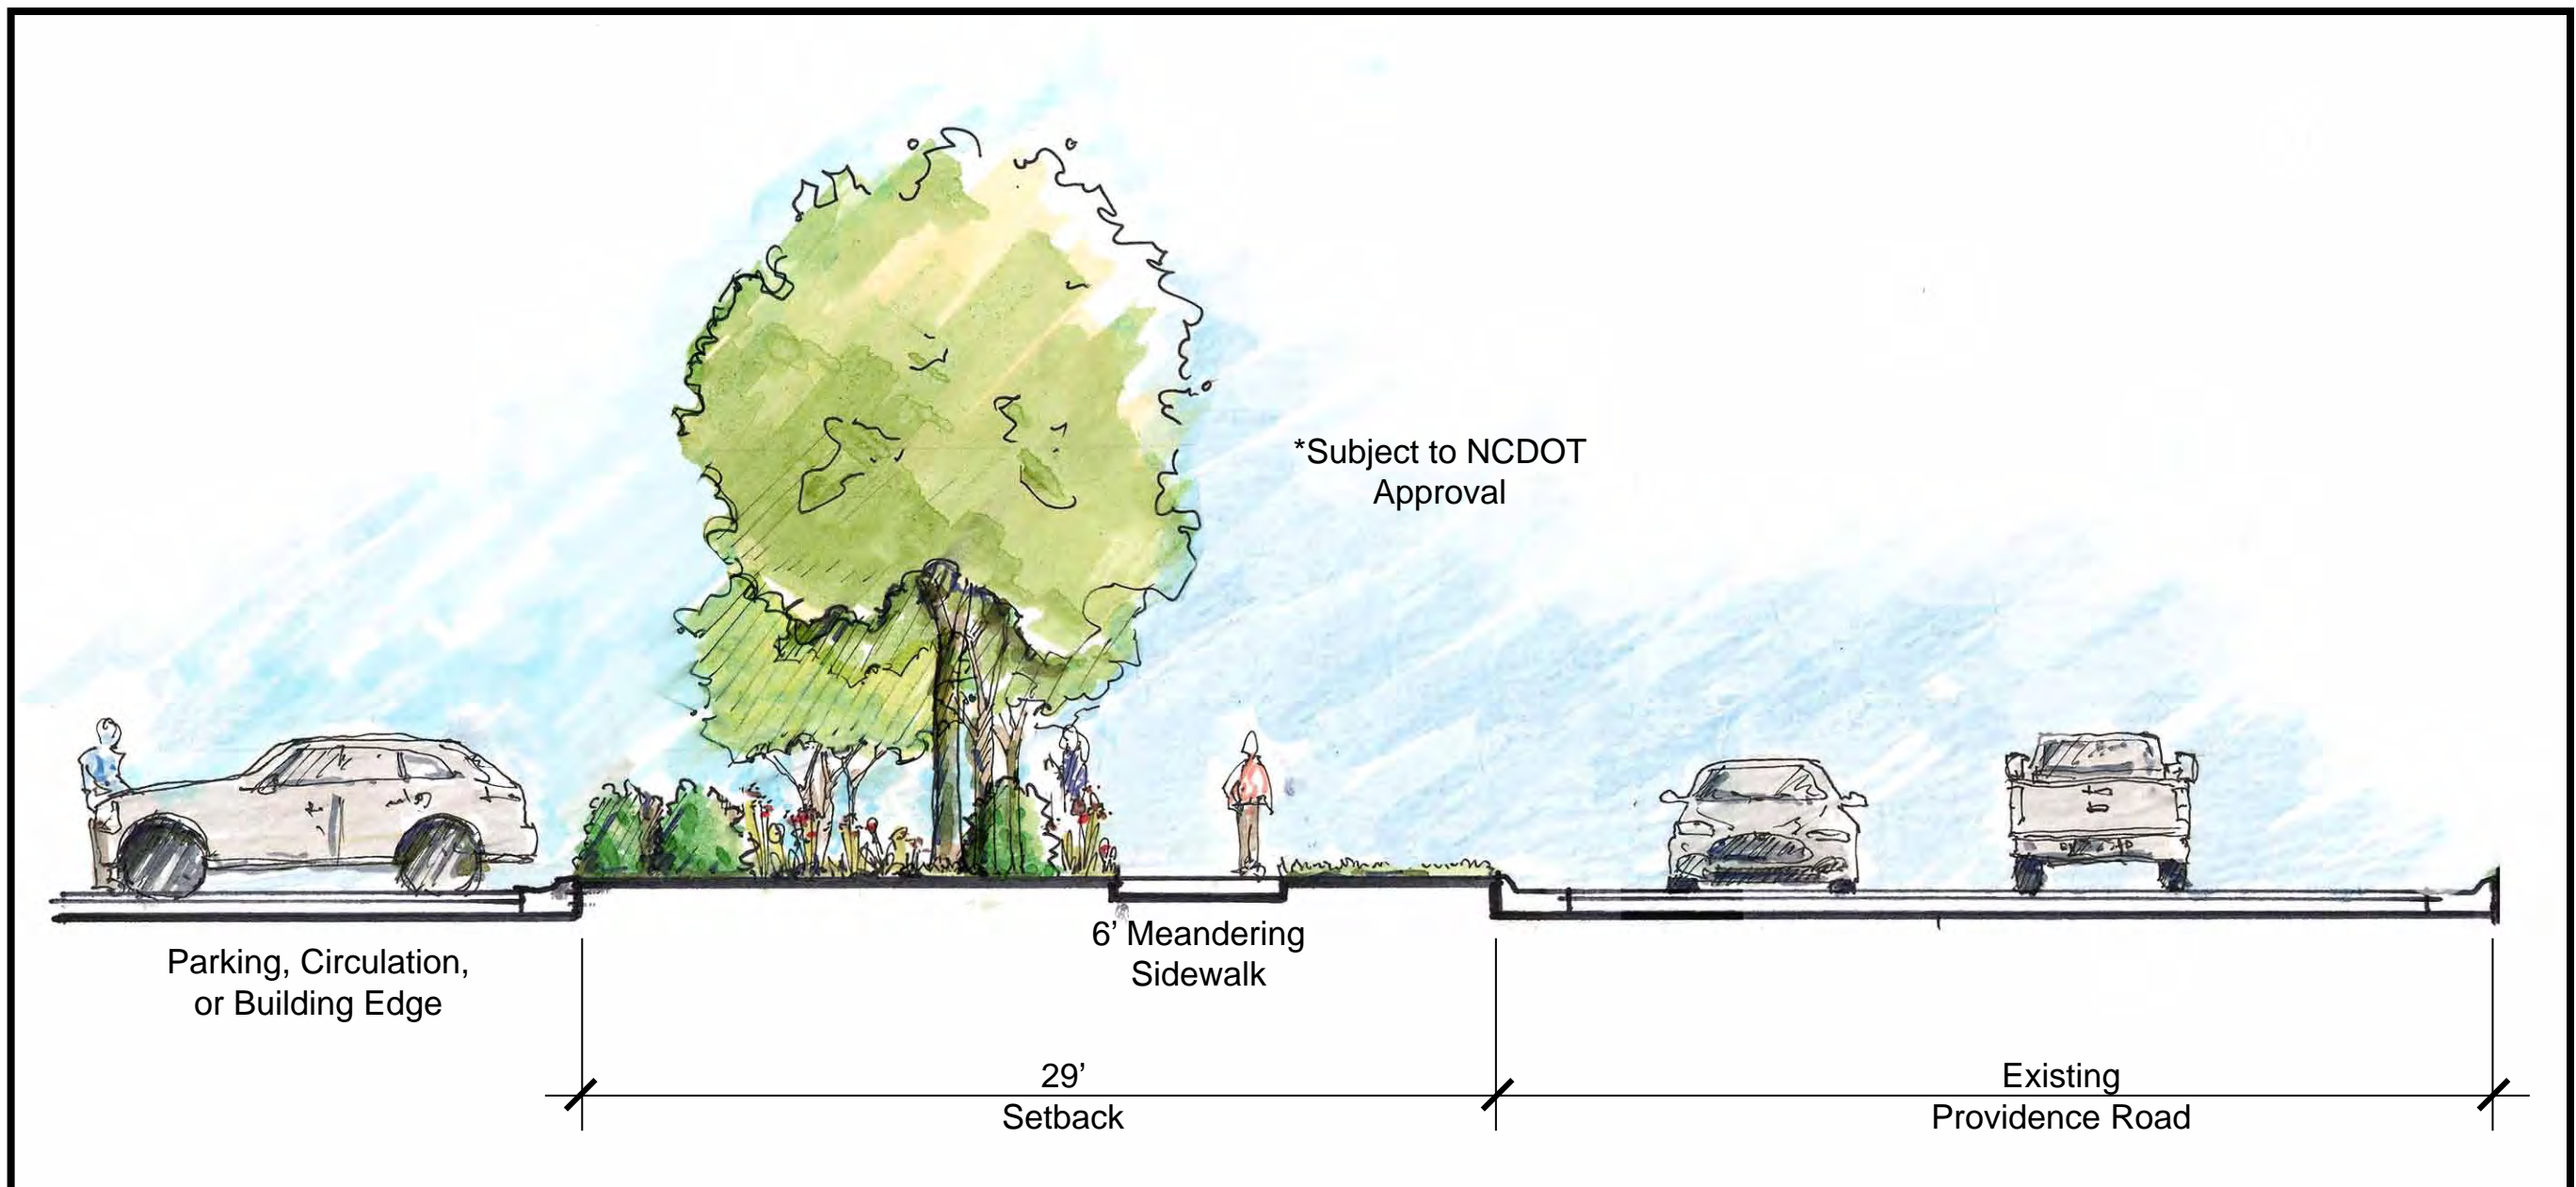 *Subject to NCDOT
Approval
6’ Meandering
Sidewalk
Parking, Circulation,
or Building Edge
29’
Setback
Existing
Providence Road